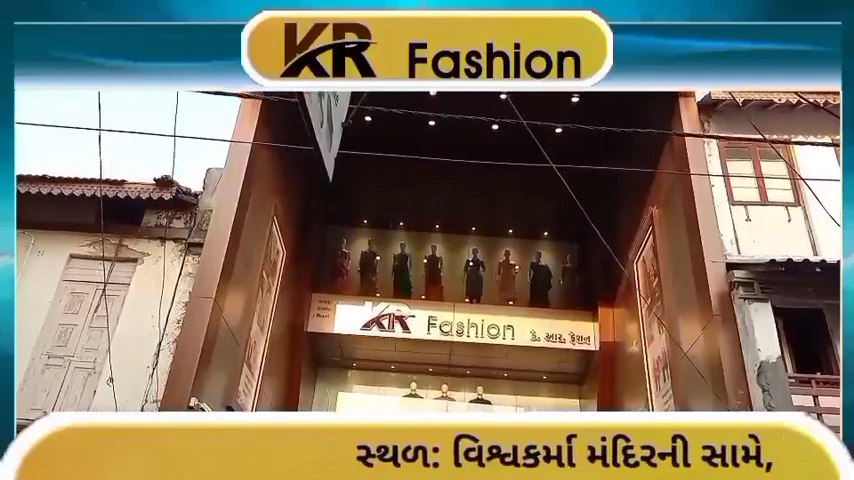 KR Fashion
KR Fashion કે. આર. ફેશન
સ્થળ: વિશ્વકર્મા મંદિરની સામે,